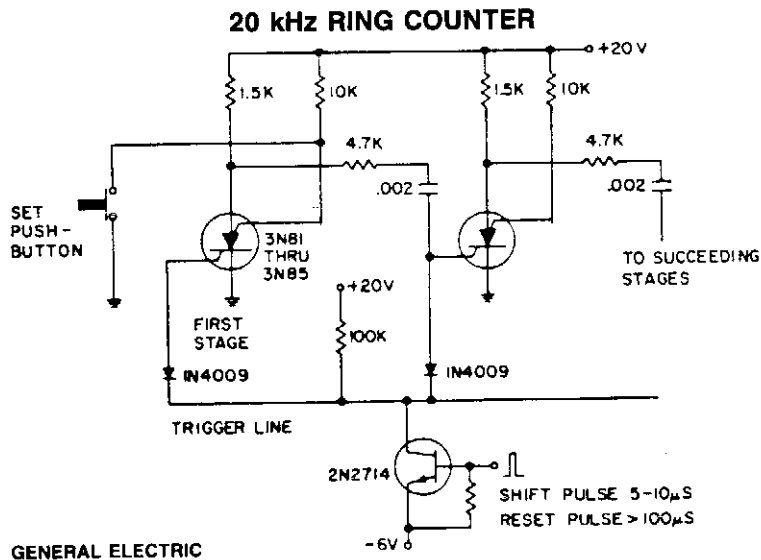 20 kHz RING COUNTER
+20V
1.5K
10K
1.5K
10K
4.7K
4.7K
.002
.002
SET
PUSH-
BUTTON
3N81
THRU
3N85
TO SUCCEEDING
STAGES
+20V
FIRST
STAGE
100K
1N4009
1N4009
TRIGGER LINE
2N2714
SHIFT PULSE 5-10µS
RESET PULSE>100µS
-6V
GENERAL ELECTRIC